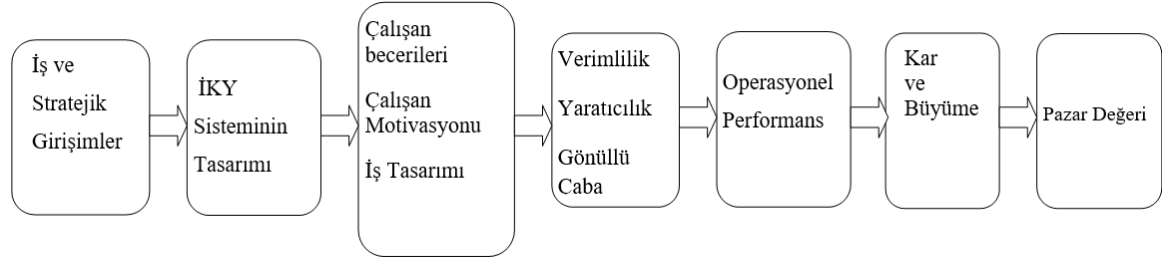 İş ve
Stratejik
Girişimler
İKY
Sisteminin
Tasarımı
Çalışan
becerileri
Çalışan
Motivasyonu
İş Tasarımı
Verimlilik
Yaratıcılık
Gönüllü
Caba
Operasyonel
Performans
Kar
ve
Büyüme
Pazar Değeri